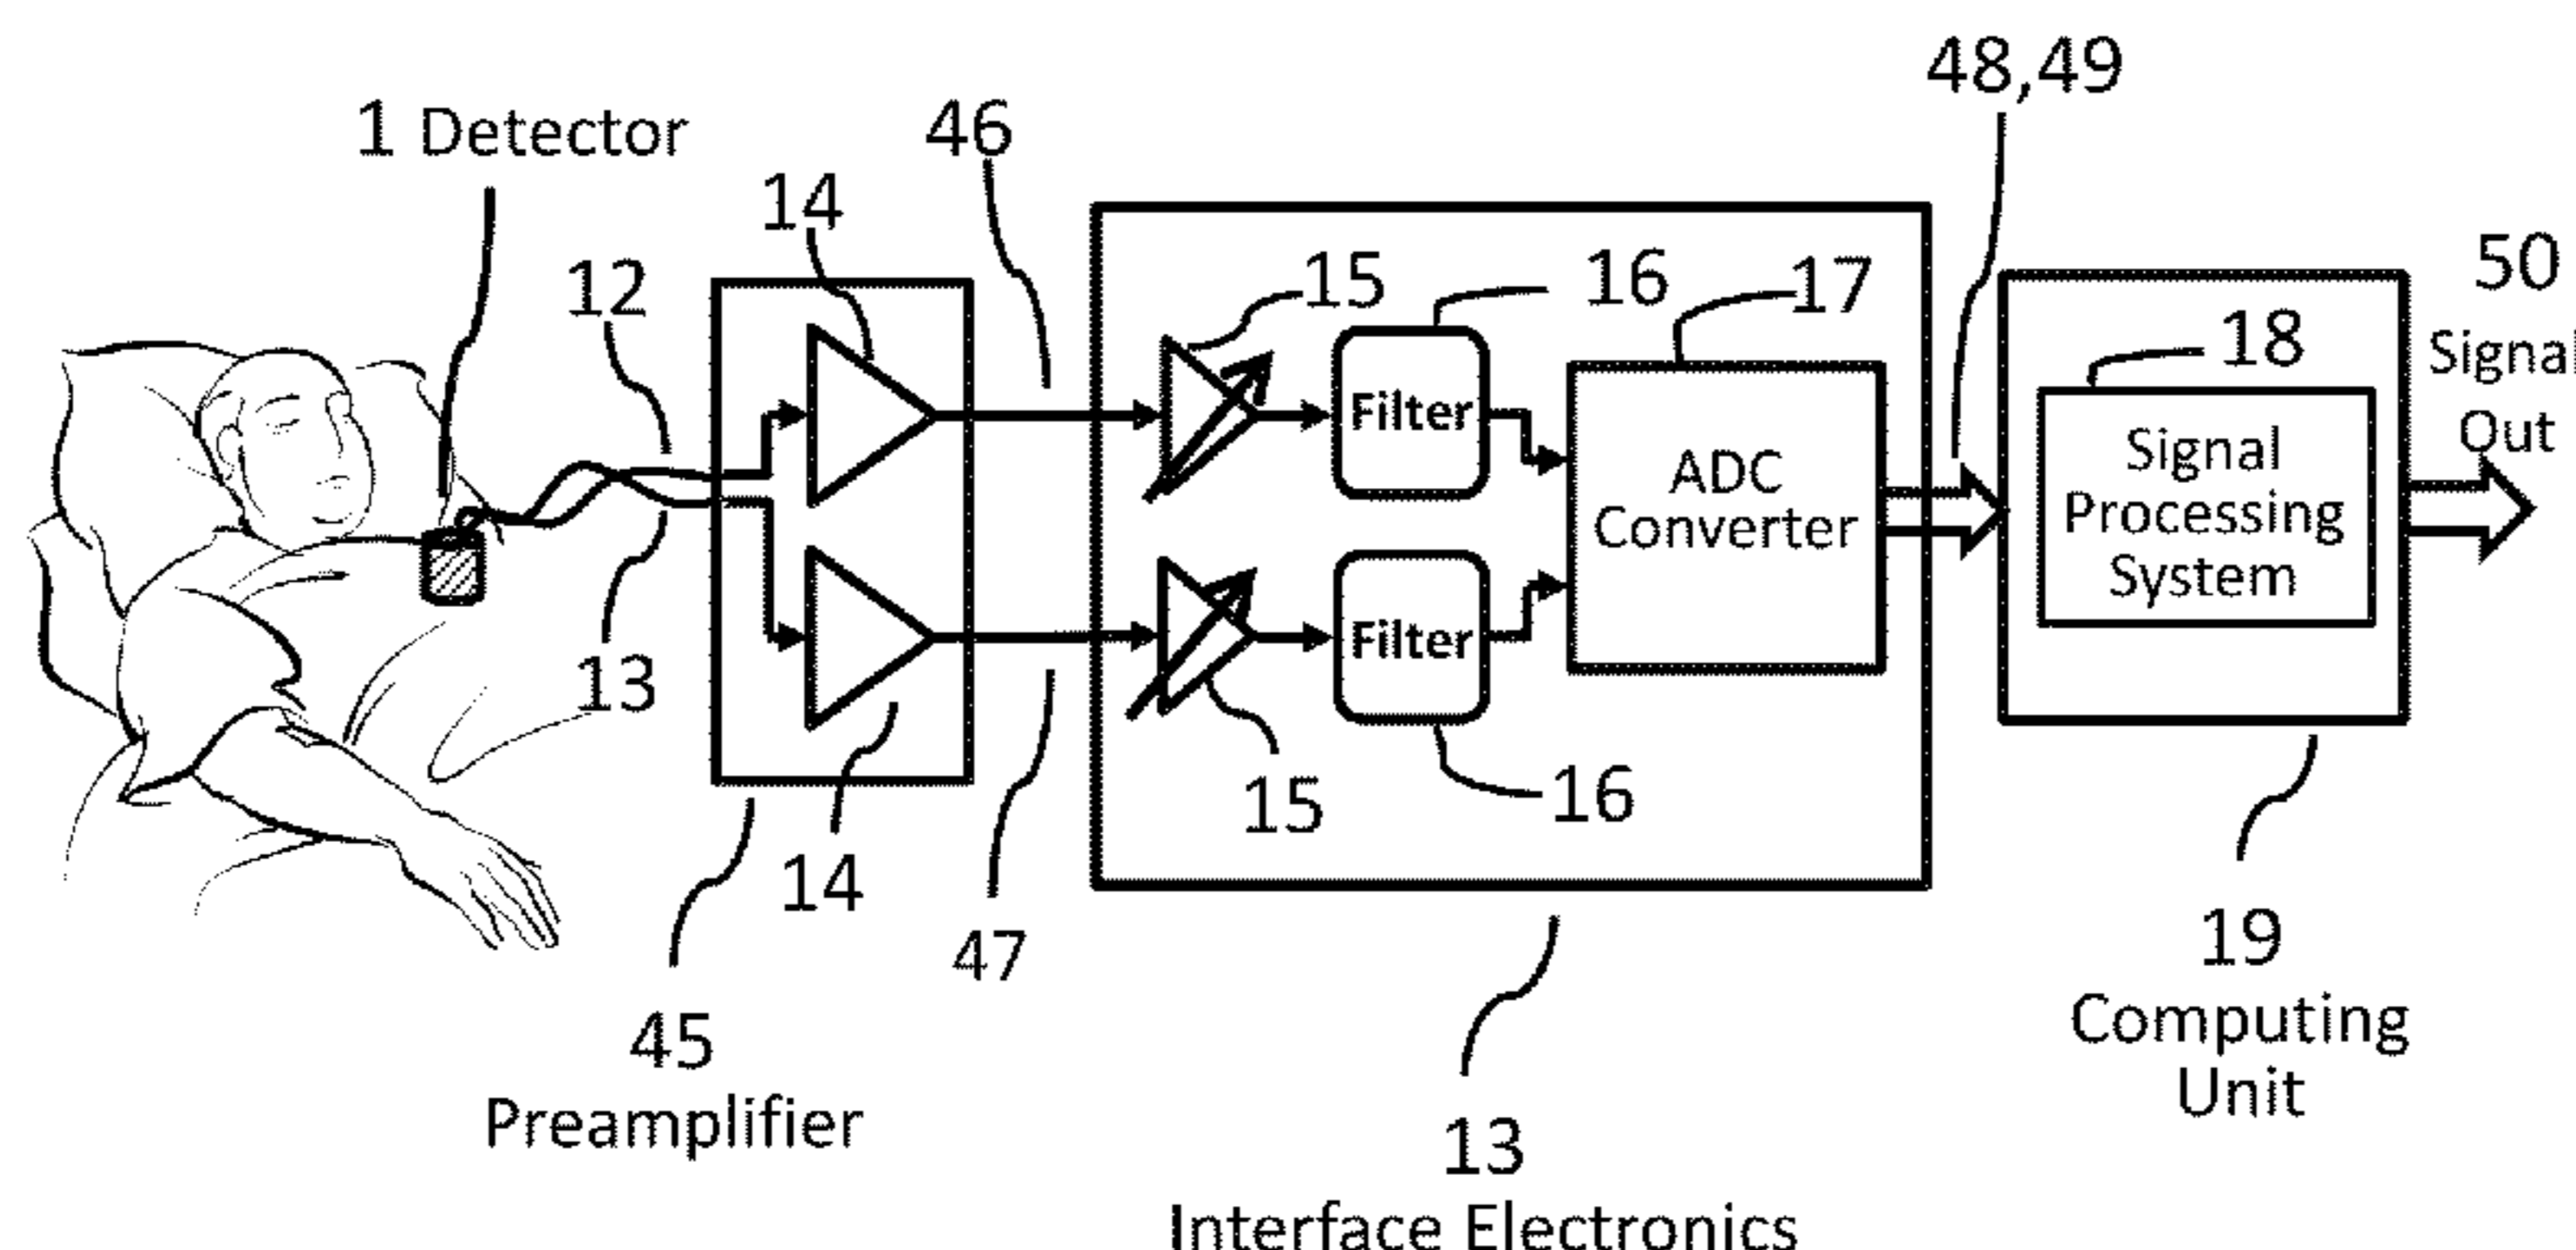 48,49
1 Detector
46
14
12
15
16
17
50
Signal
Out
18
Filter
ADC
Converter
Signal
Processing
System
13
Filter
14
15
16
47
45
Preamplifier
13
Interface Electronics
19
Computing
Unit